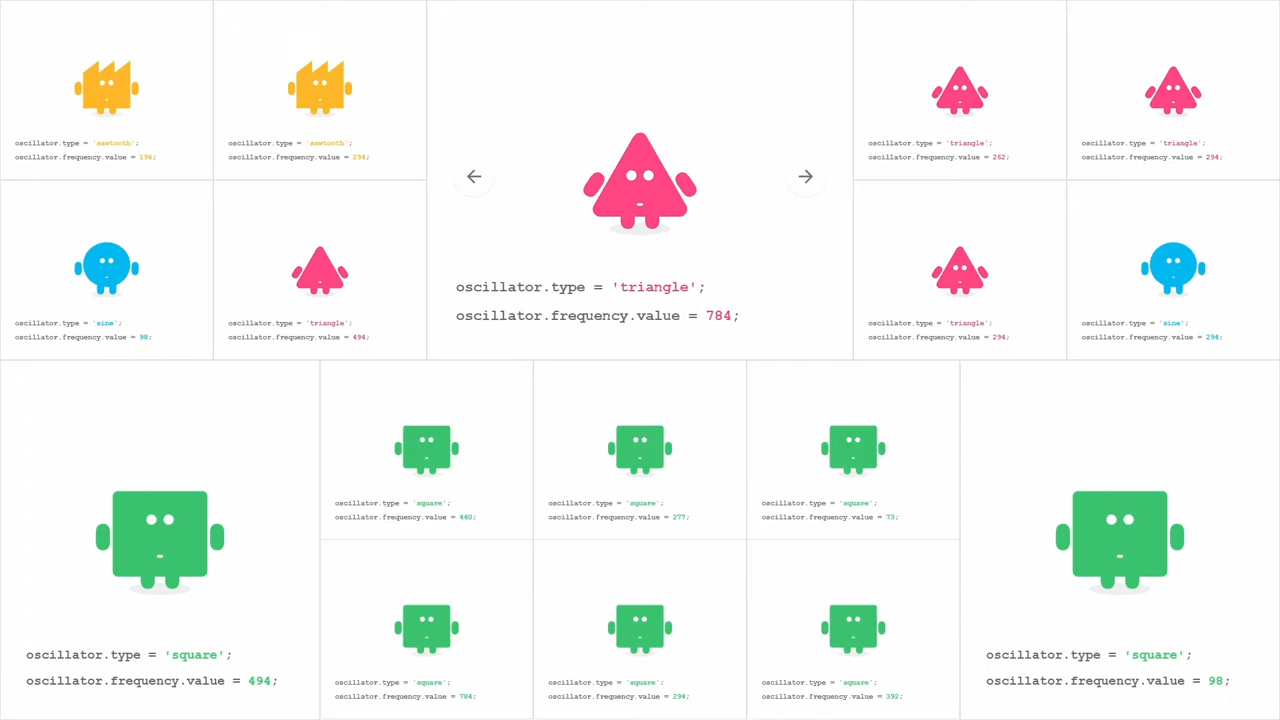 oscillator.type = 'sawtooth';
oscillator.frequency.value = 196;
oscillator.type = 'sawtooth';
oscillator.frequency.value = 294;
oscillator.type = 'triangle';
oscillator.frequency.value = 784;
oscillator.type = 'triangle';
oscillator.frequency.value = 262;
oscillator.type = 'triangle';
oscillator.frequency.value = 294;
oscillator.type = 'sine';
oscillator.frequency.value = 98;
oscillator.type = 'triangle';
oscillator.frequency.value = 494;
oscillator.type = 'triangle';
oscillator.frequency.value = 294;
oscillator.type = 'sine';
oscillator.frequency.value = 294;
oscillator.type = 'square';
oscillator.frequency.value = 494;
oscillator.type = 'square';
oscillator.frequency.value = 440;
oscillator.type = 'square';
oscillator.frequency.value = 277;
oscillator.type = 'square';
oscillator.frequency.value = 73;
oscillator.type = 'square';
oscillator.frequency.value = 784;
oscillator.type = 'square';
oscillator.frequency.value = 294;
oscillator.type = 'square';
oscillator.frequency.value = 392;
oscillator.type = 'square';
oscillator.frequency.value = 98;